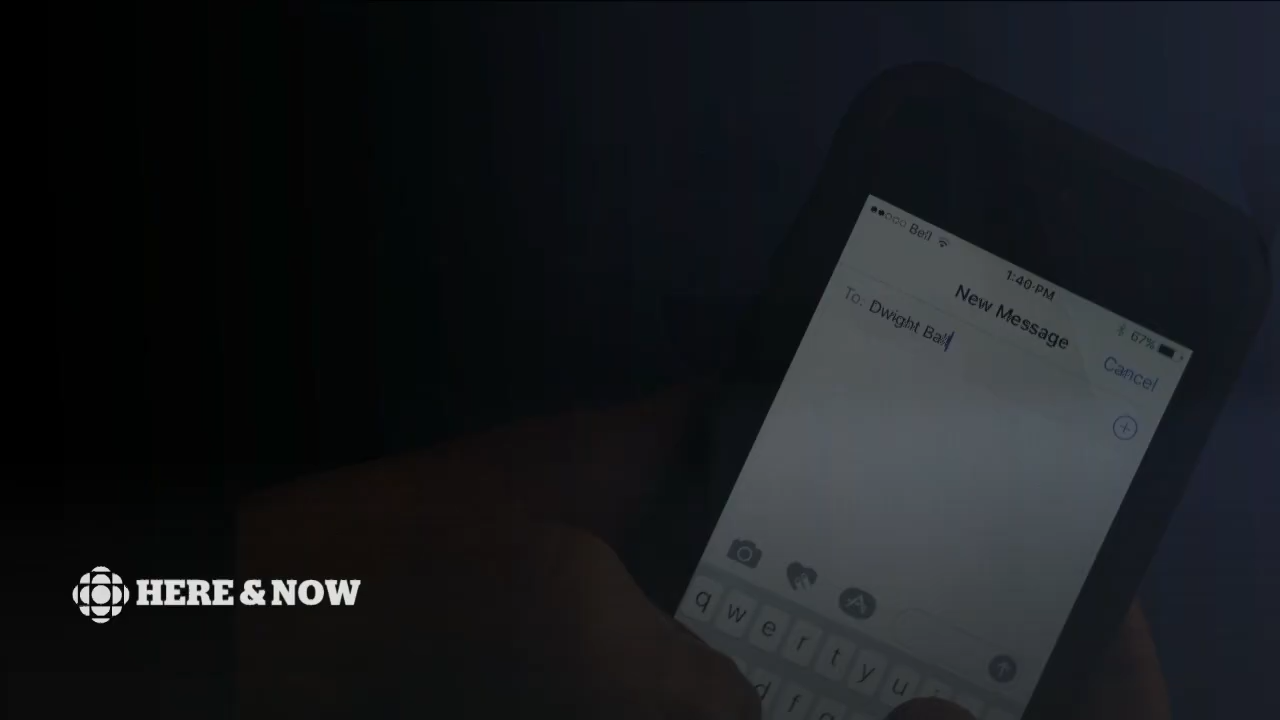 Bell
1:40 PM
67%
New Message
Cancel
To: Dwight Ball
HERE & NOW
q w e r t y u
d f g